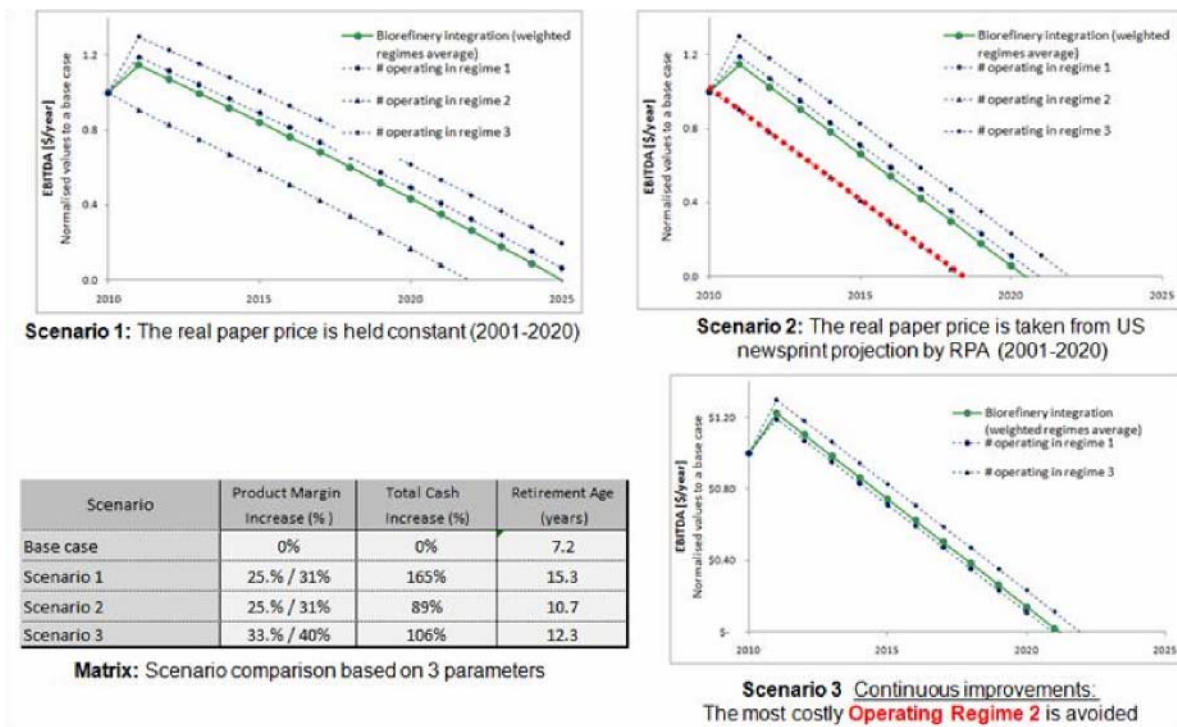 EBITDA [$/year]
Normalised values to a base case
1.2
0.8
0.4
0.0
2010
2015
2020
2025
Biorefinery integration (weighted
regimes average)
# operating in regime 1
# operating in regime 2
# operating in regime 3
Scenario 1: The real paper price is held constant (2001-2020)
EBITDA [$/year]
Normalised values to a base case
1.2
0.8
0.4
0.0
2010
2015
2020
2025
Biorefinery integration (weighted
regimes average)
# operating in regime 1
# operating in regime 2
# operating in regime 3
Scenario 2: The real paper price is taken from US
newsprint projection by RPA (2001-2020)
Scenario
Product Margin
Increase (% )
Total Cash
Increase (%)
Retirement Age
(years)
Base case 0% 0% 7.2
Scenario 1 25.% / 31% 165% 15.3
Scenario 2 25.% / 31% 89% 10.7
Scenario 3 33.% / 40% 106% 12.3
Matrix: Scenario comparison based on 3 parameters
EBITDA [$/year]
Normalised values to a base case
$1.20
$0.80
$0.40
$-
2010
2015
2020
2025
Biorefinery integration
(weighted regimes average)
# operating in regime 1
# operating in regime 3
Scenario 3 Continuous improvements:
The most costly Operating Regime 2 is avoided